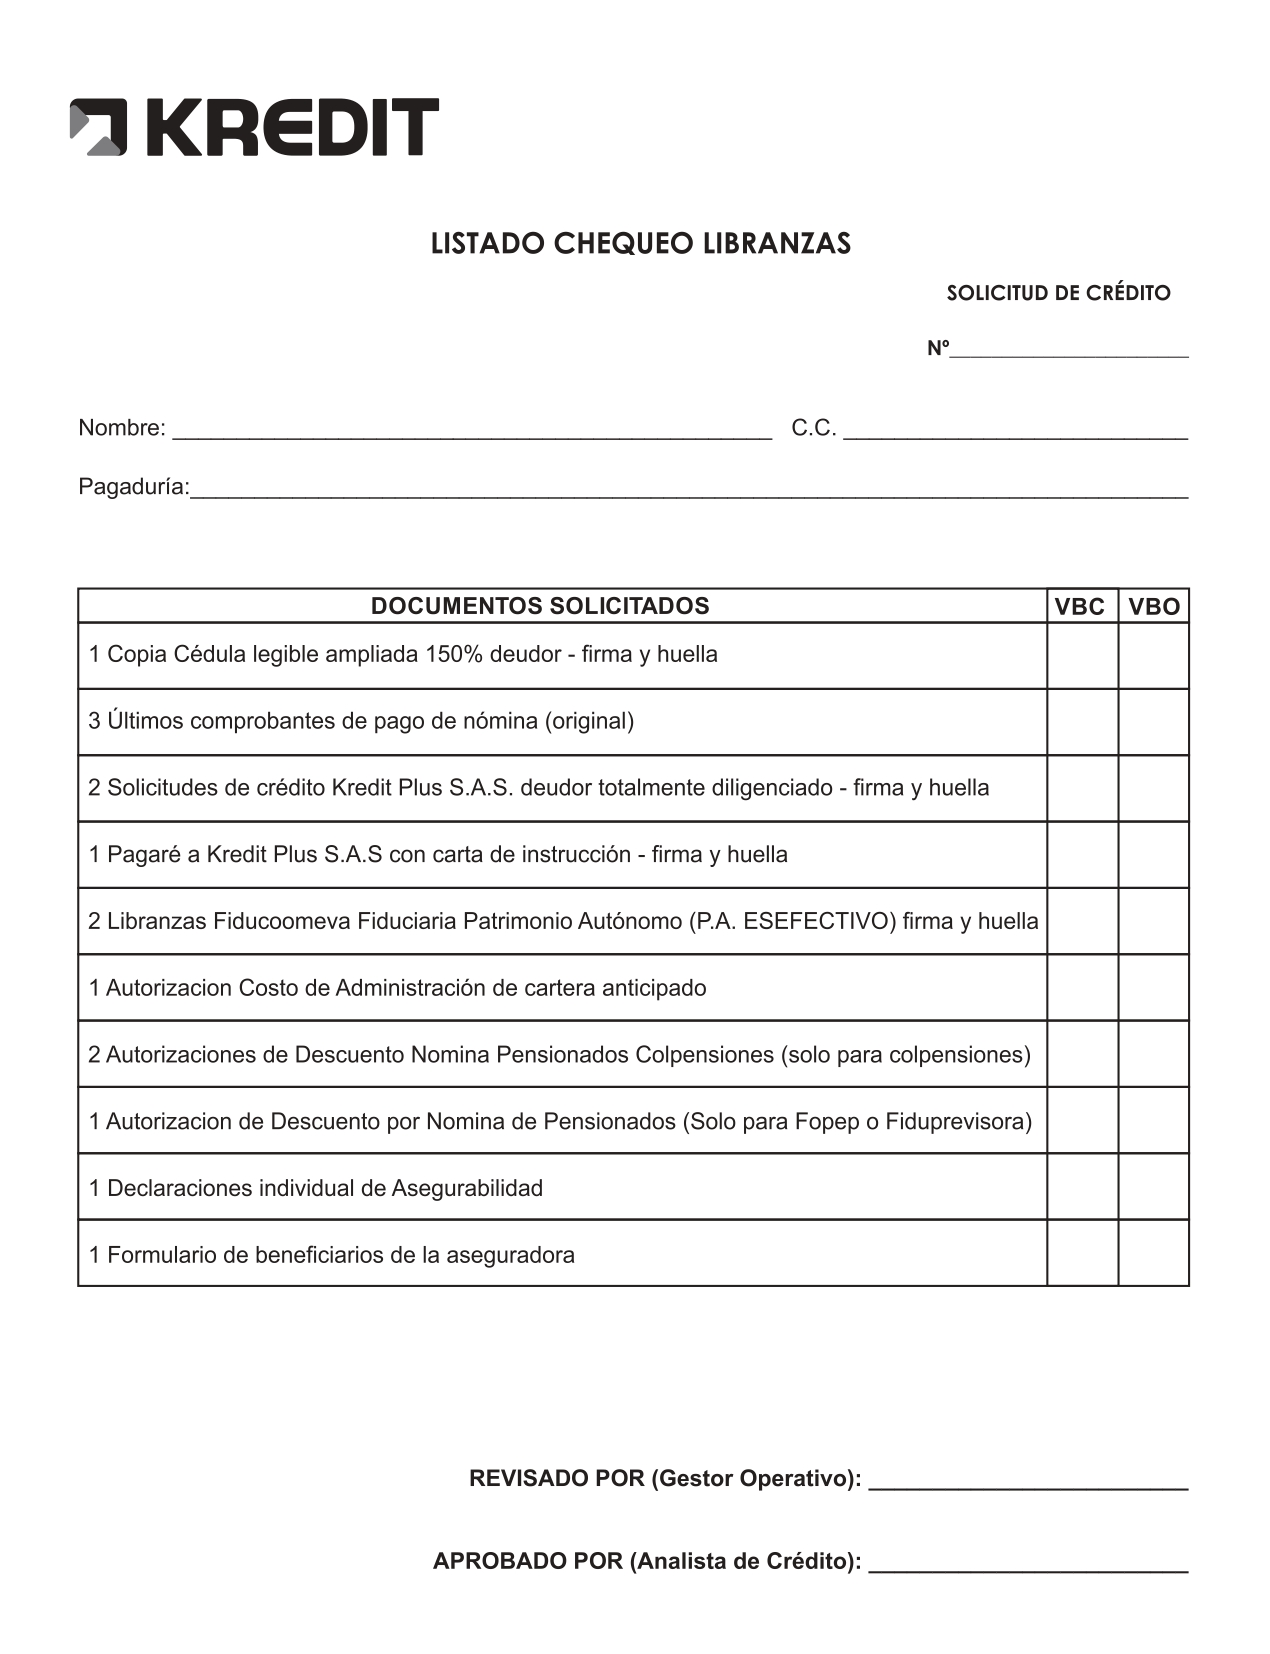 KREDIT
LISTADO CHEQUEO LIBRANZAS
SOLICITUD DE CRÉDITO
Nº____________________
Nombre: ______________________________________________ C.C. __________________________
Pagaduría:____________________________________________________________________________
DOCUMENTOS SOLICITADOS VBC VBO
1 Copia Cédula legible ampliada 150% deudor - firma y huella
3 Últimos comprobantes de pago de nómina (original)
2 Solicitudes de crédito Kredit Plus S.A.S. deudor totalmente diligenciado - firma y huella
1 Pagaré a Kredit Plus S.A.S con carta de instrucción - firma y huella
2 Libranzas Fiducoomeva Fiduciaria Patrimonio Autónomo (P.A. ESEFECTIVO) firma y huella
1 Autorizacion Costo de Administración de cartera anticipado
2 Autorizaciones de Descuento Nomina Pensionados Colpensiones (solo para colpensiones)
1 Autorizacion de Descuento por Nomina de Pensionados (Solo para Fopep o Fiduprevisora)
1 Declaraciones individual de Asegurabilidad
1 Formulario de beneficiarios de la aseguradora
REVISADO POR (Gestor Operativo): ________________________
APROBADO POR (Analista de Crédito): ________________________